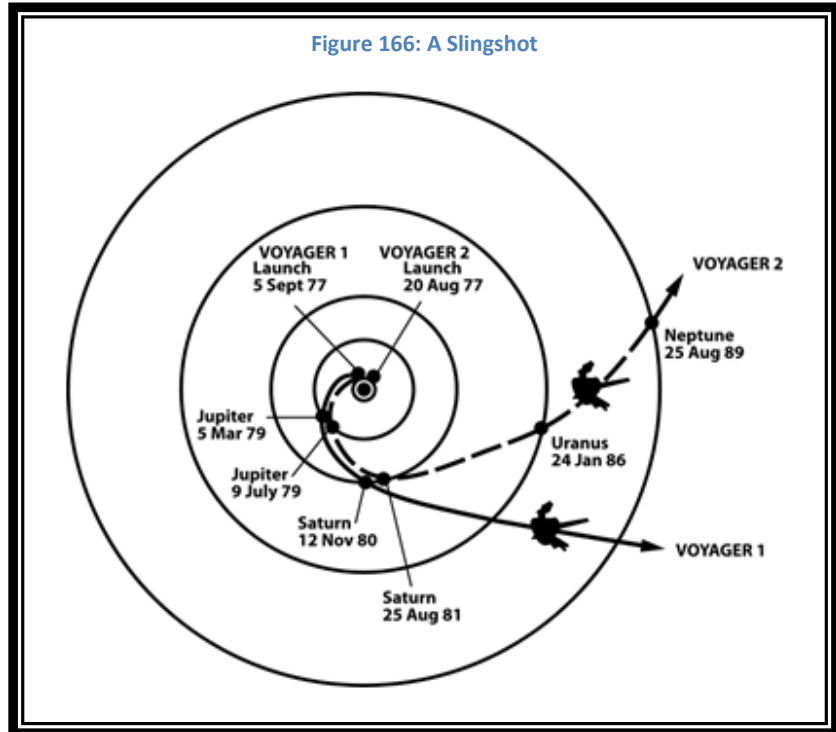 Figure 166: A Slingshot
VOYAGER 1
Launch
5 Sept 77
VOYAGER 2
Launch
20 Aug 77
VOYAGER 2
Neptune
25 Aug 89
Jupiter
5 Mar 79
Uranus
24 Jan 86
Jupiter
9 July 79
Saturn
12 Nov 80
VOYAGER 1
Saturn
25 Aug 81